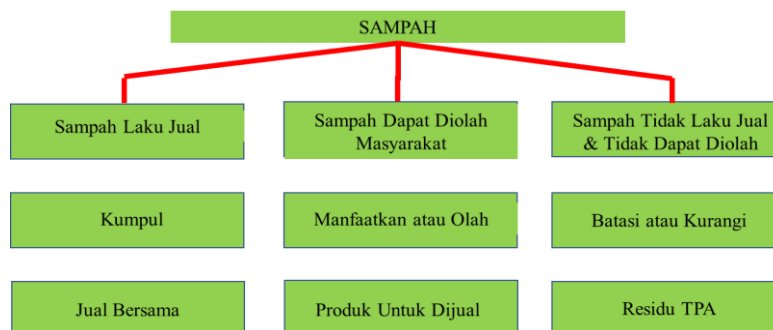 SAMPAH
Sampah Laku Jual
Sampah Dapat Diolah
Masyarakat
Sampah Tidak Laku Jual
& Tidak Dapat Diolah
Kumpul
Manfaatkan atau Olah
Batasi atau Kurangi
Jual Bersama
Produk Untuk Dijual
Residu TPA